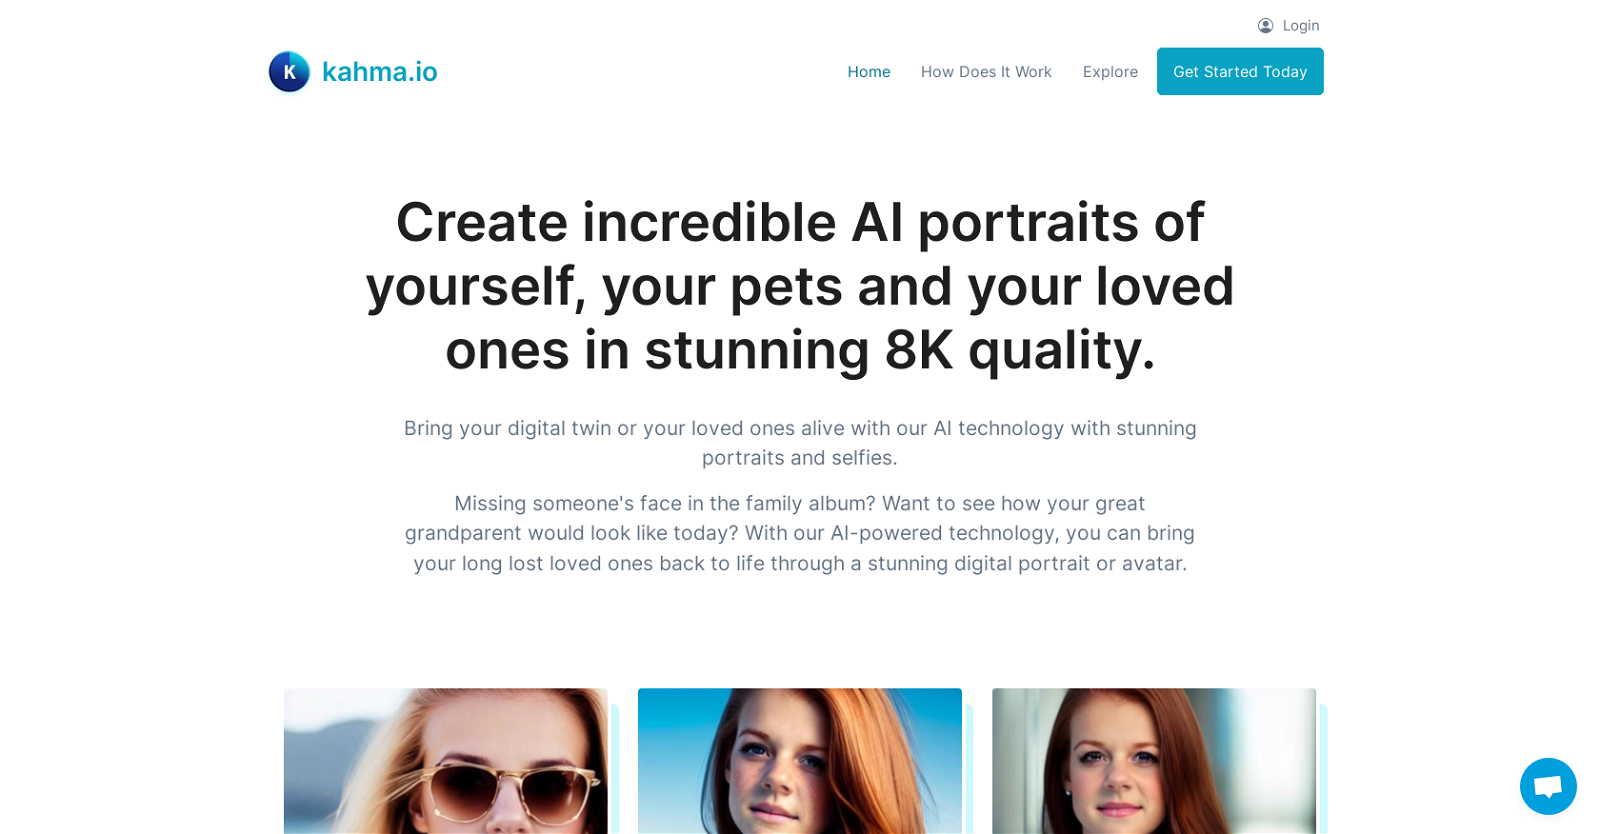 Login
K kahma.io
Home How Does It Work Explore Get Started Today
Create incredible AI portraits of
yourself, your pets and your loved
ones in stunning 8K quality.
Bring your digital twin or your loved ones alive with our AI technology with stunning
portraits and selfies.
Missing someone's face in the family album? Want to see how your great
grandparent would look like today? With our AI-powered technology, you can bring
your long lost loved ones back to life through a stunning digital portrait or avatar.